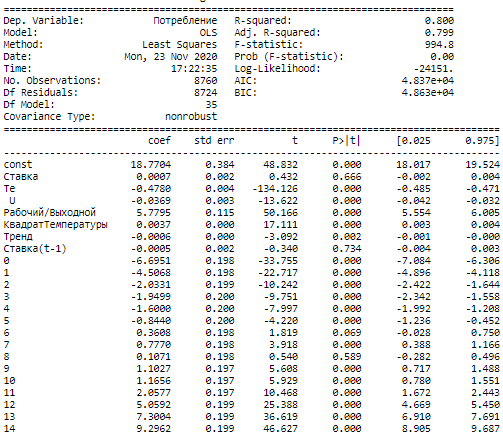 Dep. Variable: Потребление R-squared: 0.800
Model: OLS Adj. R-squared: 0.799
Method: Least Squares F-statistic: 994.8
Date: Mon, 23 Nov 2020 Prob (F-statistic): 0.00
Time: 17:22:35 Log-Likelihood: -24151.
No. Observations: 8760 AIC: 4.837e+04
Df Residuals: 8724 BIC: 4.863e+04
Df Model: 35
Covariance Type: nonrobust
coef std err t P>|t| [0.025 0.975]
const 18.7704 0.384 48.832 0.000 18.017 19.524
Ставка 0.0007 0.002 0.432 0.666 -0.002 0.004
Te -0.4780 0.004 -134.126 0.000 -0.485 -0.471
U -0.0369 0.003 -13.622 0.000 -0.042 -0.032
Рабочий/Выходной 5.7795 0.115 50.166 0.000 5.554 6.005
КвадратТемпературы 0.0037 0.000 17.111 0.000 0.003 0.004
Тренд -0.0006 0.000 -3.092 0.002 -0.001 -0.000
Ставка(t-1) -0.0005 0.002 -0.340 0.734 -0.004 0.003
0 -6.6951 0.198 -33.755 0.000 -7.084 -6.306
1 -4.5068 0.198 -22.717 0.000 -4.896 -4.118
2 -2.0331 0.199 -10.242 0.000 -2.422 -1.644
3 -1.9499 0.200 -9.751 0.000 -2.342 -1.558
4 -1.6000 0.200 -7.997 0.000 -1.992 -1.208
5 -0.8440 0.200 -4.220 0.000 -1.236 -0.452
6 0.3608 0.198 1.819 0.069 -0.028 0.750
7 0.7770 0.198 3.918 0.000 0.388 1.166
8 0.1071 0.198 0.540 0.589 -0.282 0.496
9 1.1027 0.197 5.608 0.000 0.717 1.488
10 1.1656 0.197 5.929 0.000 0.780 1.551
11 2.0577 0.197 10.468 0.000 1.672 2.443
12 5.0592 0.199 25.388 0.000 4.669 5.450
13 7.3004 0.199 36.619 0.000 6.910 7.691
14 9.2962 0.199 46.627 0.000 8.905 9.687